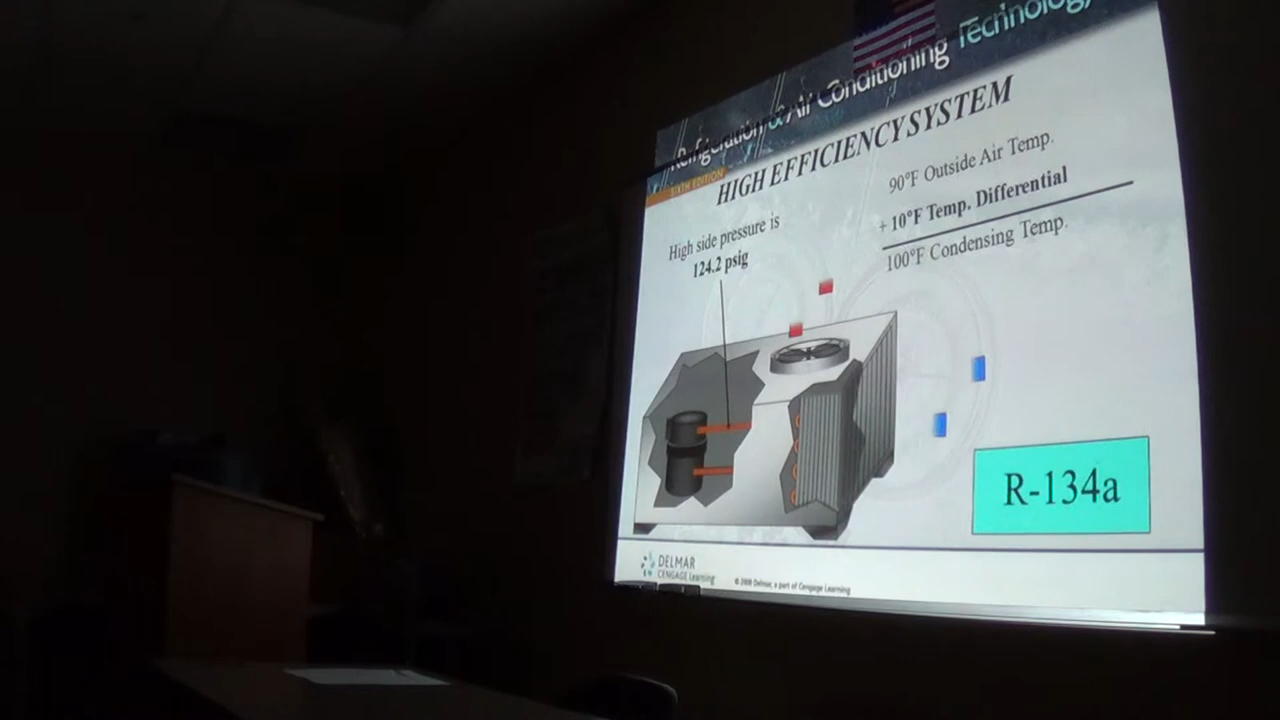 Refrigeration & Air Conditioning Technology
SIXTH EDITION
HIGH EFFICIENCY SYSTEM
90°F Outside Air Temp.
+ 10°F Temp. Differential
100°F Condensing Temp.
High side pressure is
124.2 psig
R-134a
DELMAR
CENGAGE Learning
© 2009 Delmar, a part of Cengage Learning